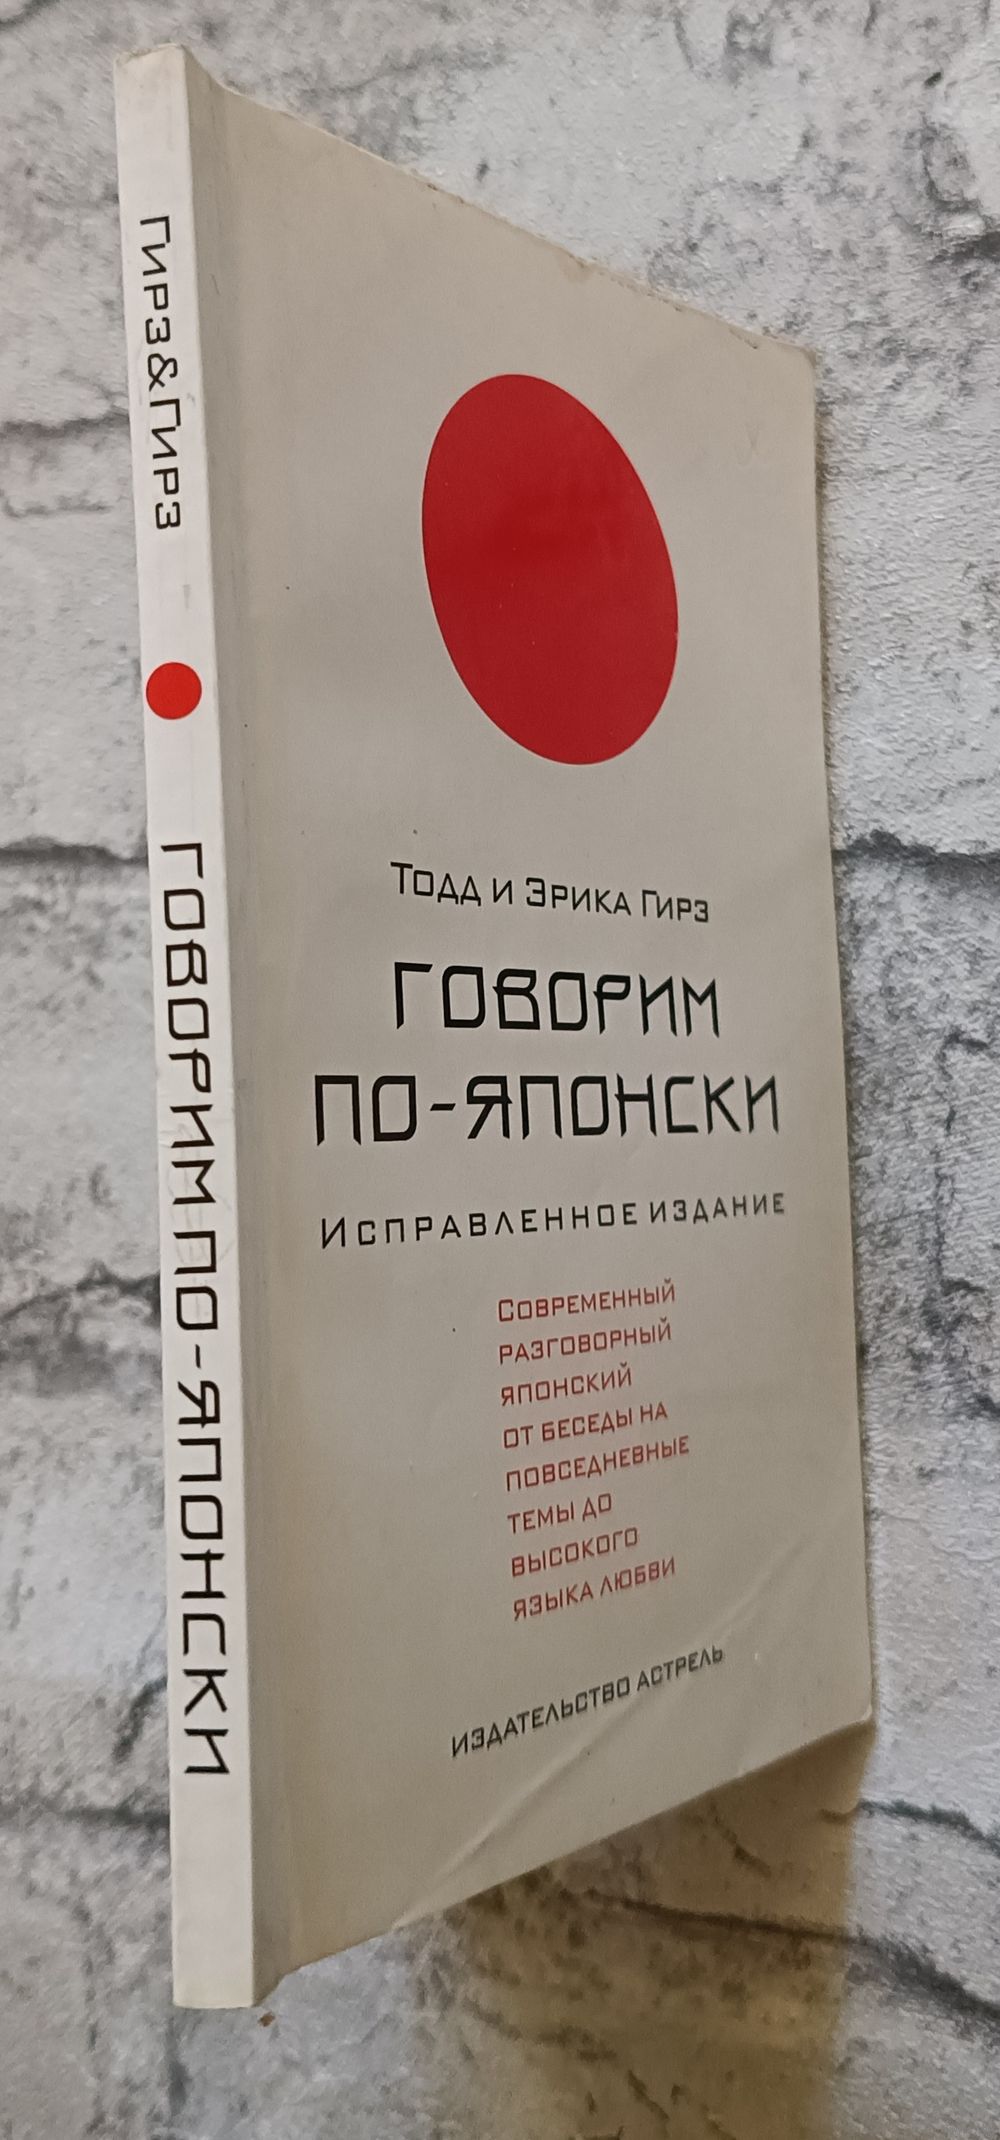 Гирз&Гирз
Говорим по-японски
Тодд и Эрика Гирз
Говорим
по-японски
Исправленное издание
Современный
разговорный
японский
от беседы на
повседневные
темы до
высокого
языка любви
издательство Астрель